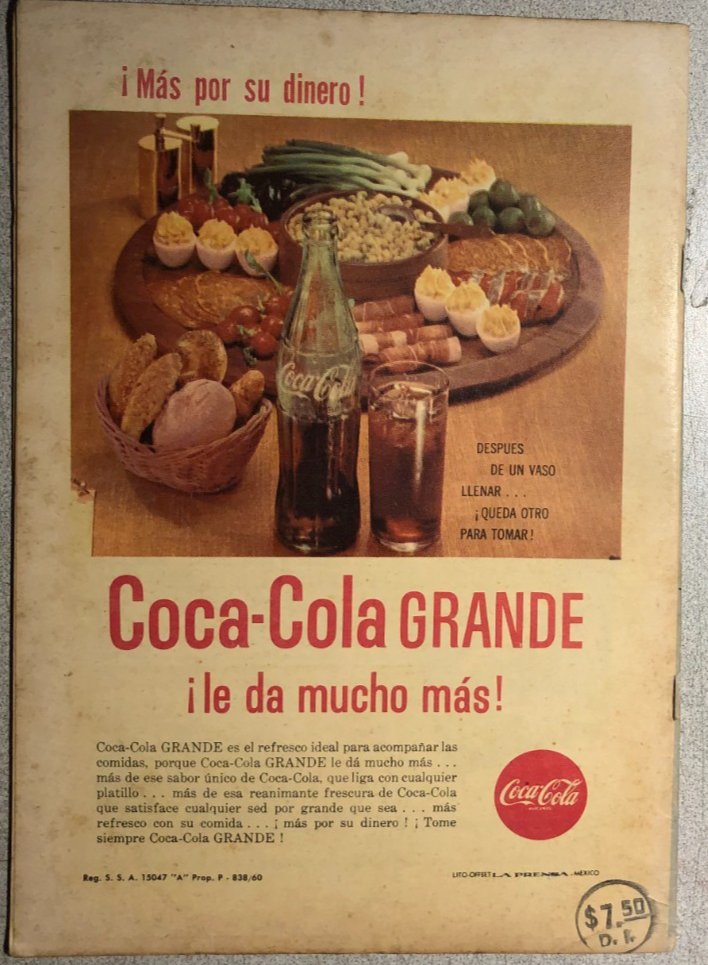 ¡Más por su dinero!
Coca-Cola
DESPUES
DE UN VASO
LLENAR . . .
¡QUEDA OTRO
PARA TOMAR!
Coca-Cola GRANDE
¡le da mucho más!
Coca-Cola GRANDE es el refresco ideal para acompañar las
comidas, porque Coca-Cola GRANDE le dá mucho más . . .
más de ese sabor único de Coca-Cola, que liga con cualquier
platillo . . . más de esa reanimante frescura de Coca-Cola
que satisface cualquier sed por grande que sea . . . más
refresco con su comida . . . ¡ más por su dinero ! ¡ Tome
siempre Coca-Cola GRANDE !
Coca-Cola
Reg. S. S. A. 15047 "A" Prop. P - 838/60
LITO-OFFSET LA PRENSA - MEXICO
$7.50
D. F.